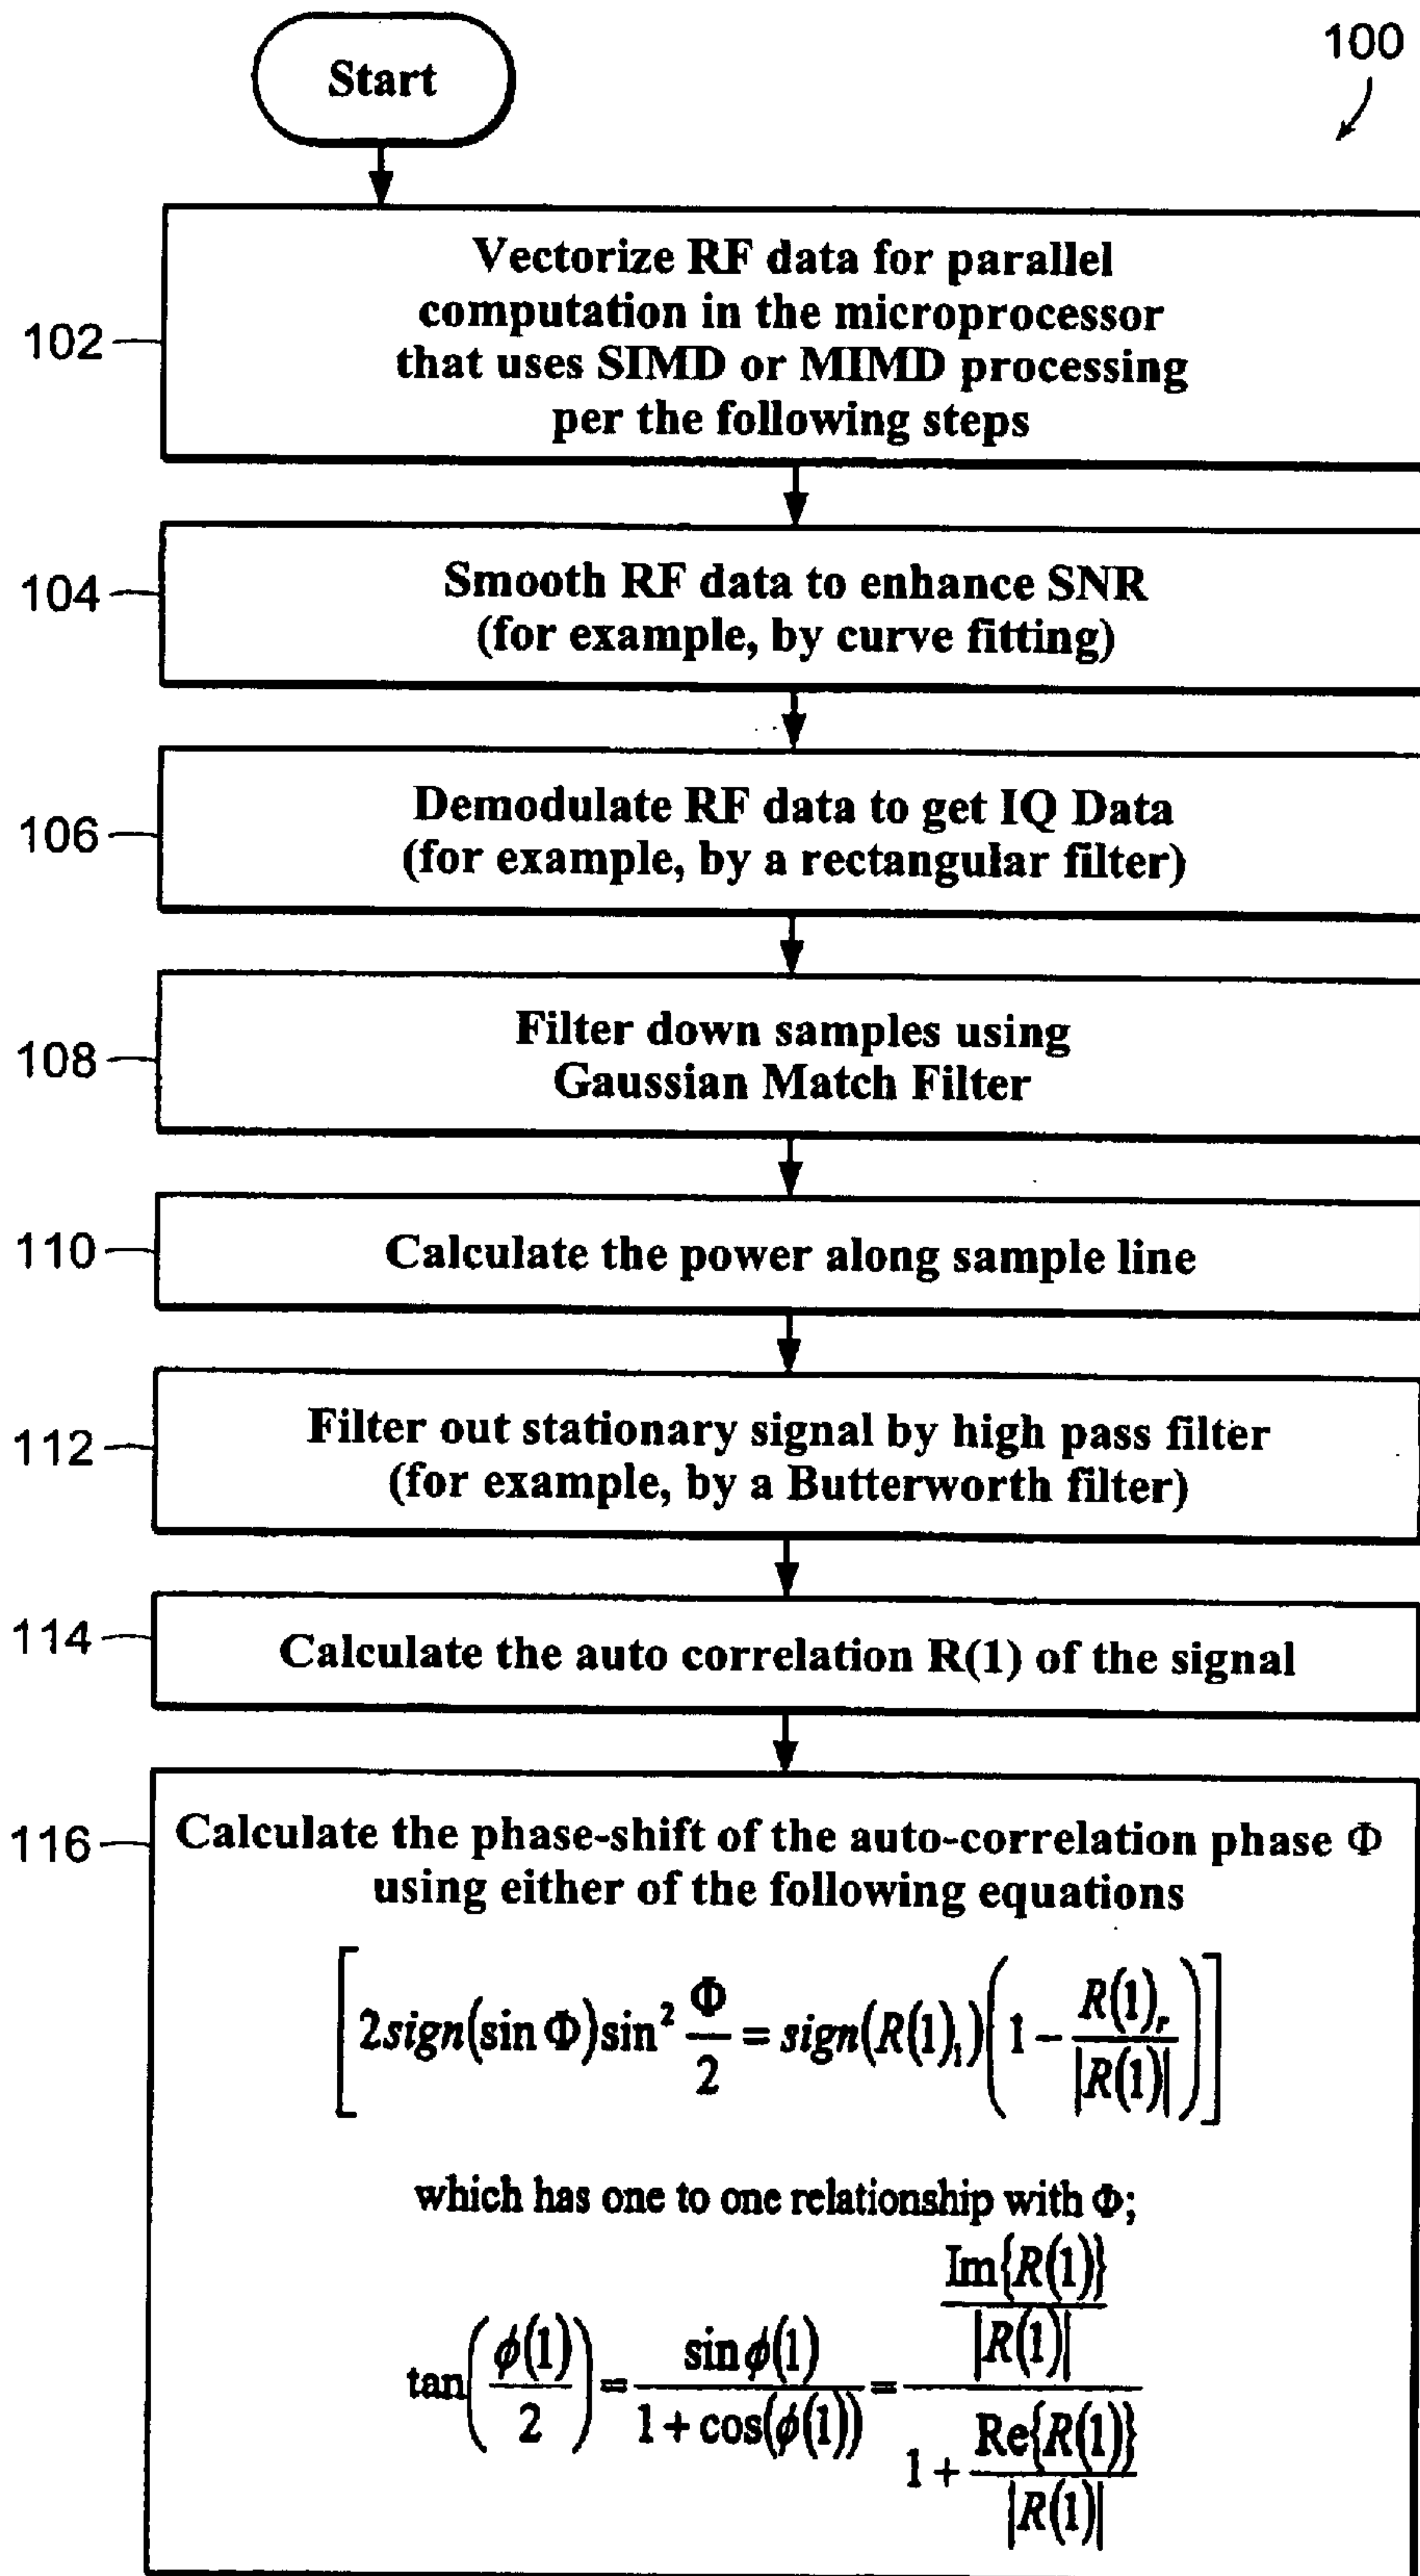 100
Start
102
Vectorize RF data for parallel
computation in the microprocessor
that uses SIMD or MIMD processing
per the following steps
104
Smooth RF data to enhance SNR
(for example, by curve fitting)
106
Demodulate RF data to get IQ Data
(for example, by a rectangular filter)
108
Filter down samples using
Gaussian Match Filter
110
Calculate the power along sample line
112
Filter out stationary signal by high pass filter
(for example, by a Butterworth filter)
114
Calculate the auto correlation R(1) of the signal
116
Calculate the phase-shift of the auto-correlation phase Φ
using either of the following equations
[2sign(sin Φ)sin² Φ/2 = sign(R(1)ᵢ)(1 − R(1)ᵣ/|R(1)|)]
which has one to one relationship with Φ;
tan(ϕ(1)/2) = sin ϕ(1)/(1 + cos(ϕ(1))) = (Im{R(1)}/|R(1)|)/(1 + Re{R(1)}/|R(1)|)